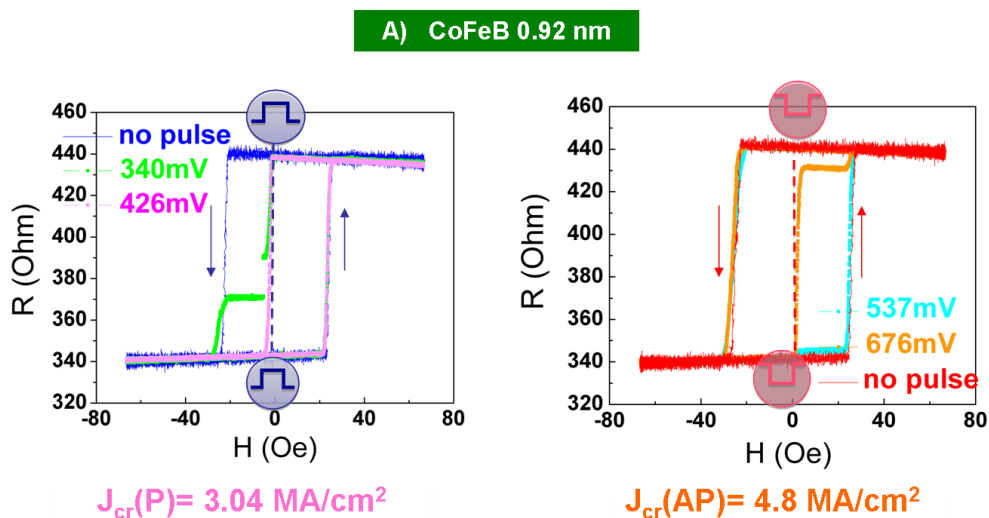 A) CoFeB 0.92 nm
460
440
420
400
380
360
340
320
-80
-40
0
40
80
R (Ohm)
H (Oe)
no pulse
340mV
426mV
J_cr(P)= 3.04 MA/cm²
460
440
420
400
380
360
340
320
-80
-40
0
40
80
R (Ohm)
H (Oe)
537mV
676mV
no pulse
J_cr(AP)= 4.8 MA/cm²